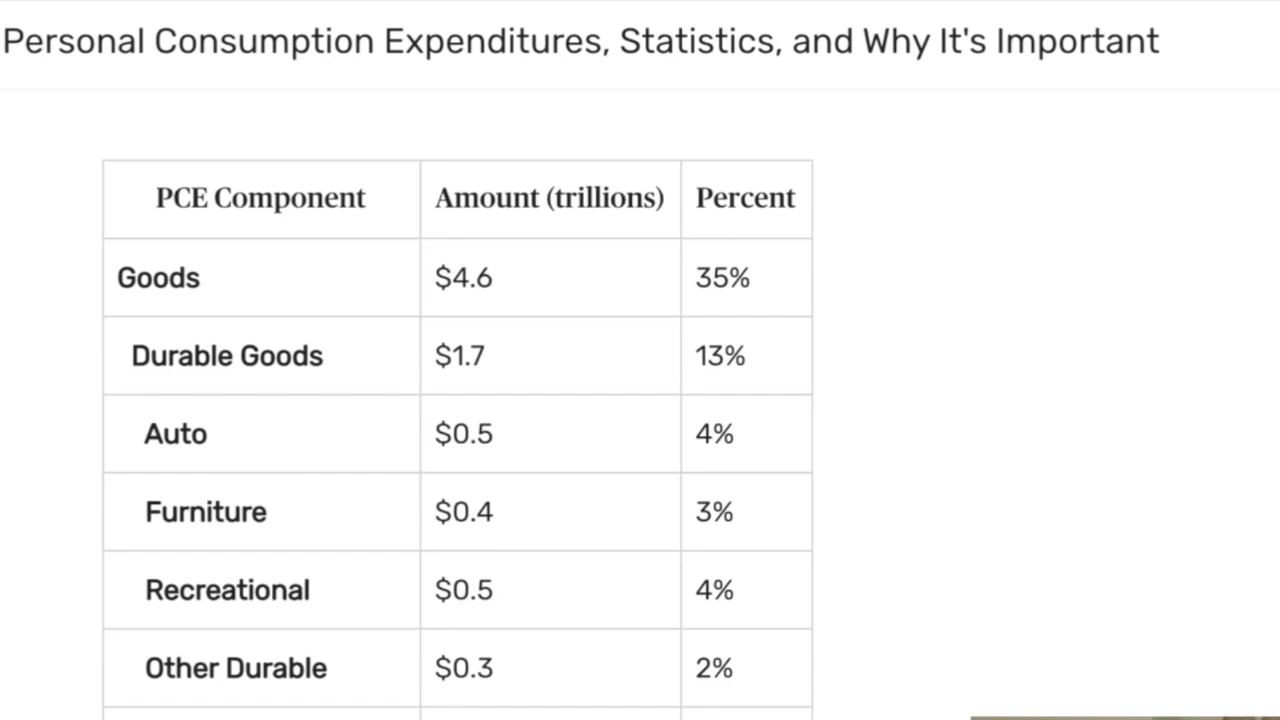 Personal Consumption Expenditures, Statistics, and Why It's Important
PCE Component Amount (trillions) Percent
Goods $4.6 35%
Durable Goods $1.7 13%
Auto $0.5 4%
Furniture $0.4 3%
Recreational $0.5 4%
Other Durable $0.3 2%